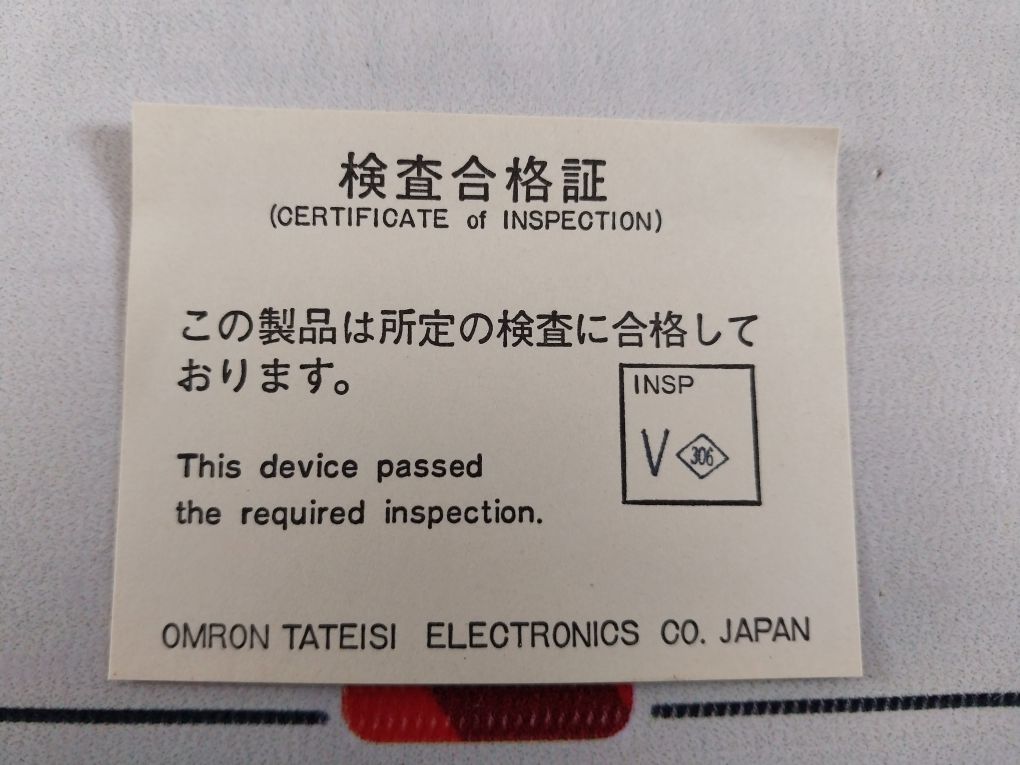 検査合格証
(CERTIFICATE of INSPECTION)
この製品は所定の検査に合格して
おります。
INSP
V 306
This device passed
the required inspection.
OMRON TATEISI ELECTRONICS CO. JAPAN